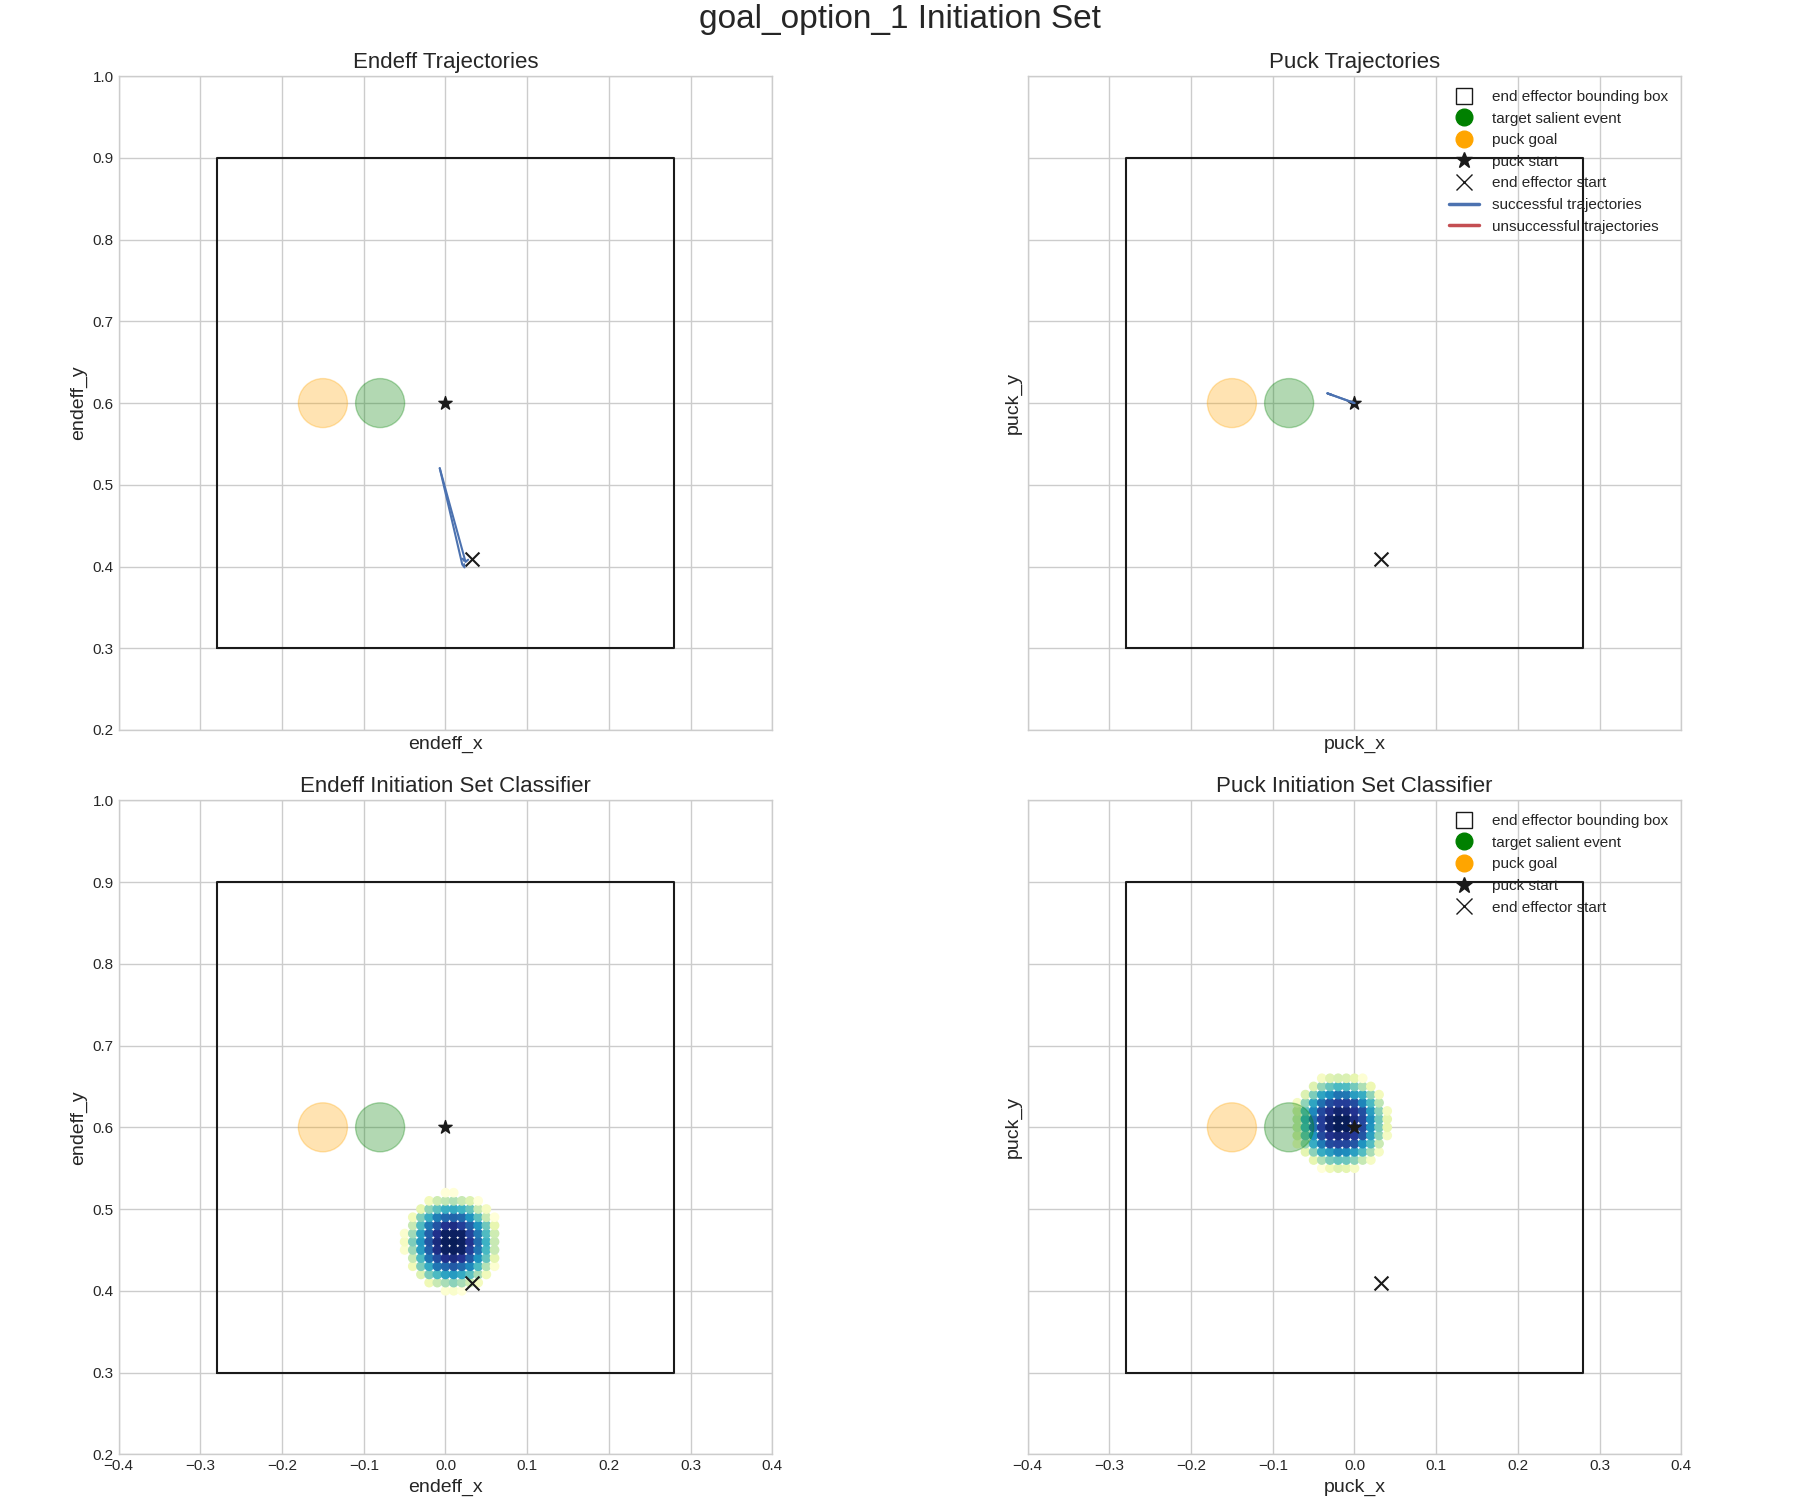 goal_option_1 Initiation Set
Endeff Trajectories
1.0
0.9
0.8
0.7
0.6
0.5
0.4
0.3
0.2
endeff_y
endeff_x
Puck Trajectories
end effector bounding box
target salient event
puck goal
puck start
end effector start
successful trajectories
unsuccessful trajectories
puck_y
puck_x
Endeff Initiation Set Classifier
1.0
0.9
0.8
0.7
0.6
0.5
0.4
0.3
0.2
endeff_y
−0.4 −0.3 −0.2 −0.1 0.0 0.1 0.2 0.3 0.4
endeff_x
Puck Initiation Set Classifier
end effector bounding box
target salient event
puck goal
puck start
end effector start
puck_y
−0.4 −0.3 −0.2 −0.1 0.0 0.1 0.2 0.3 0.4
puck_x